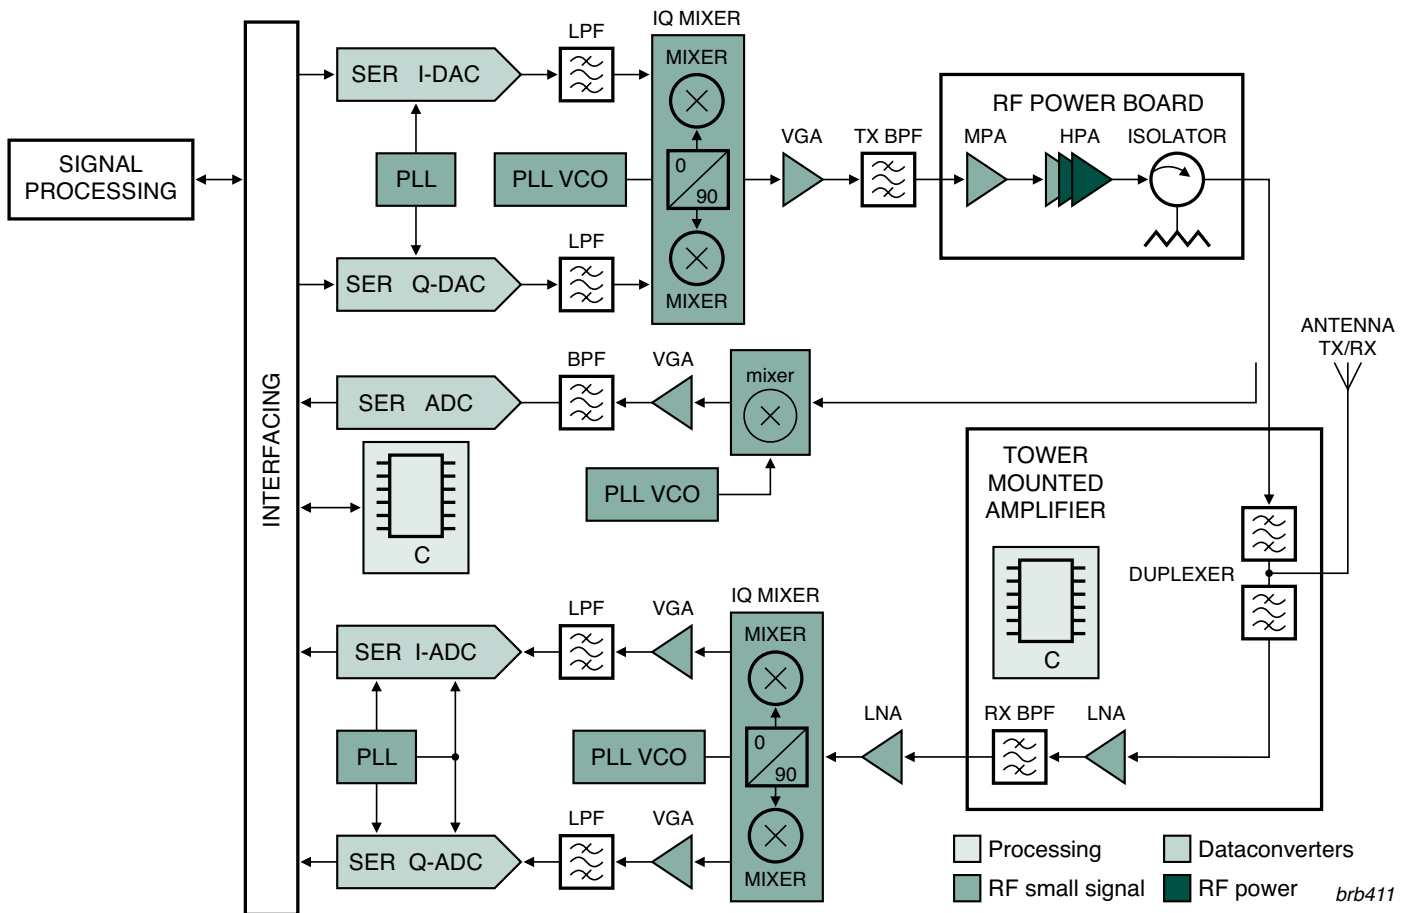 SIGNAL
PROCESSING
INTERFACING
SER I-DAC
LPF
IQ MIXER
MIXER
PLL
PLL VCO
0
90
SER Q-DAC
LPF
MIXER
VGA
TX BPF
RF POWER BOARD
MPA
HPA
ISOLATOR
ANTENNA
TX/RX
SER ADC
BPF
VGA
mixer
PLL VCO
C
TOWER
MOUNTED
AMPLIFIER
C
DUPLEXER
RX BPF
LNA
LNA
IQ MIXER
MIXER
0
90
MIXER
SER I-ADC
LPF
VGA
PLL
PLL VCO
SER Q-ADC
LPF
VGA
Processing
Dataconverters
RF small signal
RF power
brb411